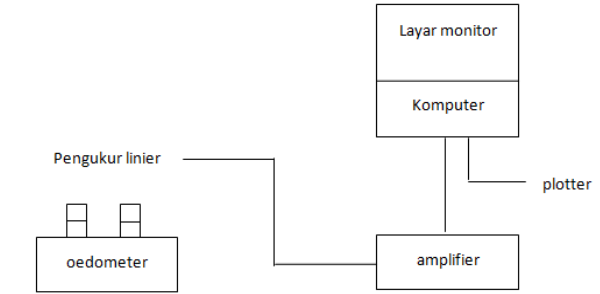 Layar monitor
Komputer
Pengukur linier
plotter
oedometer
amplifier